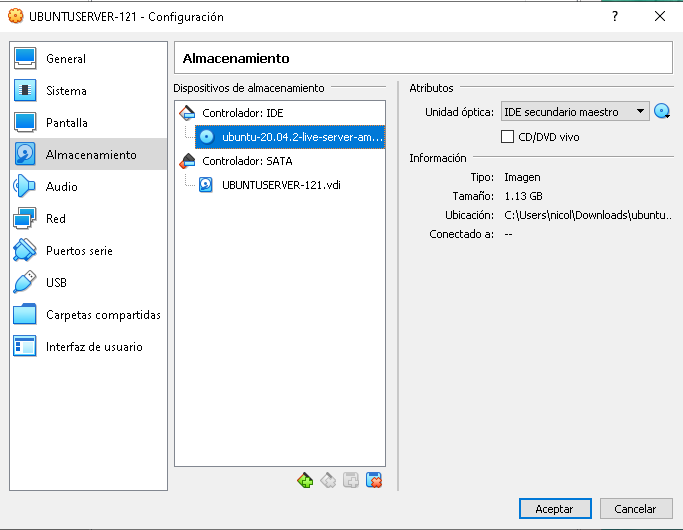 UBUNTUSERVER-121 - Configuración
?
General
Sistema
Pantalla
Almacenamiento
Audio
Red
Puertos serie
USB
Carpetas compartidas
Interfaz de usuario
Almacenamiento
Dispositivos de almacenamiento
Controlador: IDE
ubuntu-20.04.2-live-server-am...
Controlador: SATA
UBUNTUSERVER-121.vdi
Atributos
Unidad óptica: IDE secundario maestro
CD/DVD vivo
Información
Tipo: Imagen
Tamaño: 1.13 GB
Ubicación: C:\Users\nicol\Downloads\ubuntu...
Conectado a: --
Aceptar
Cancelar